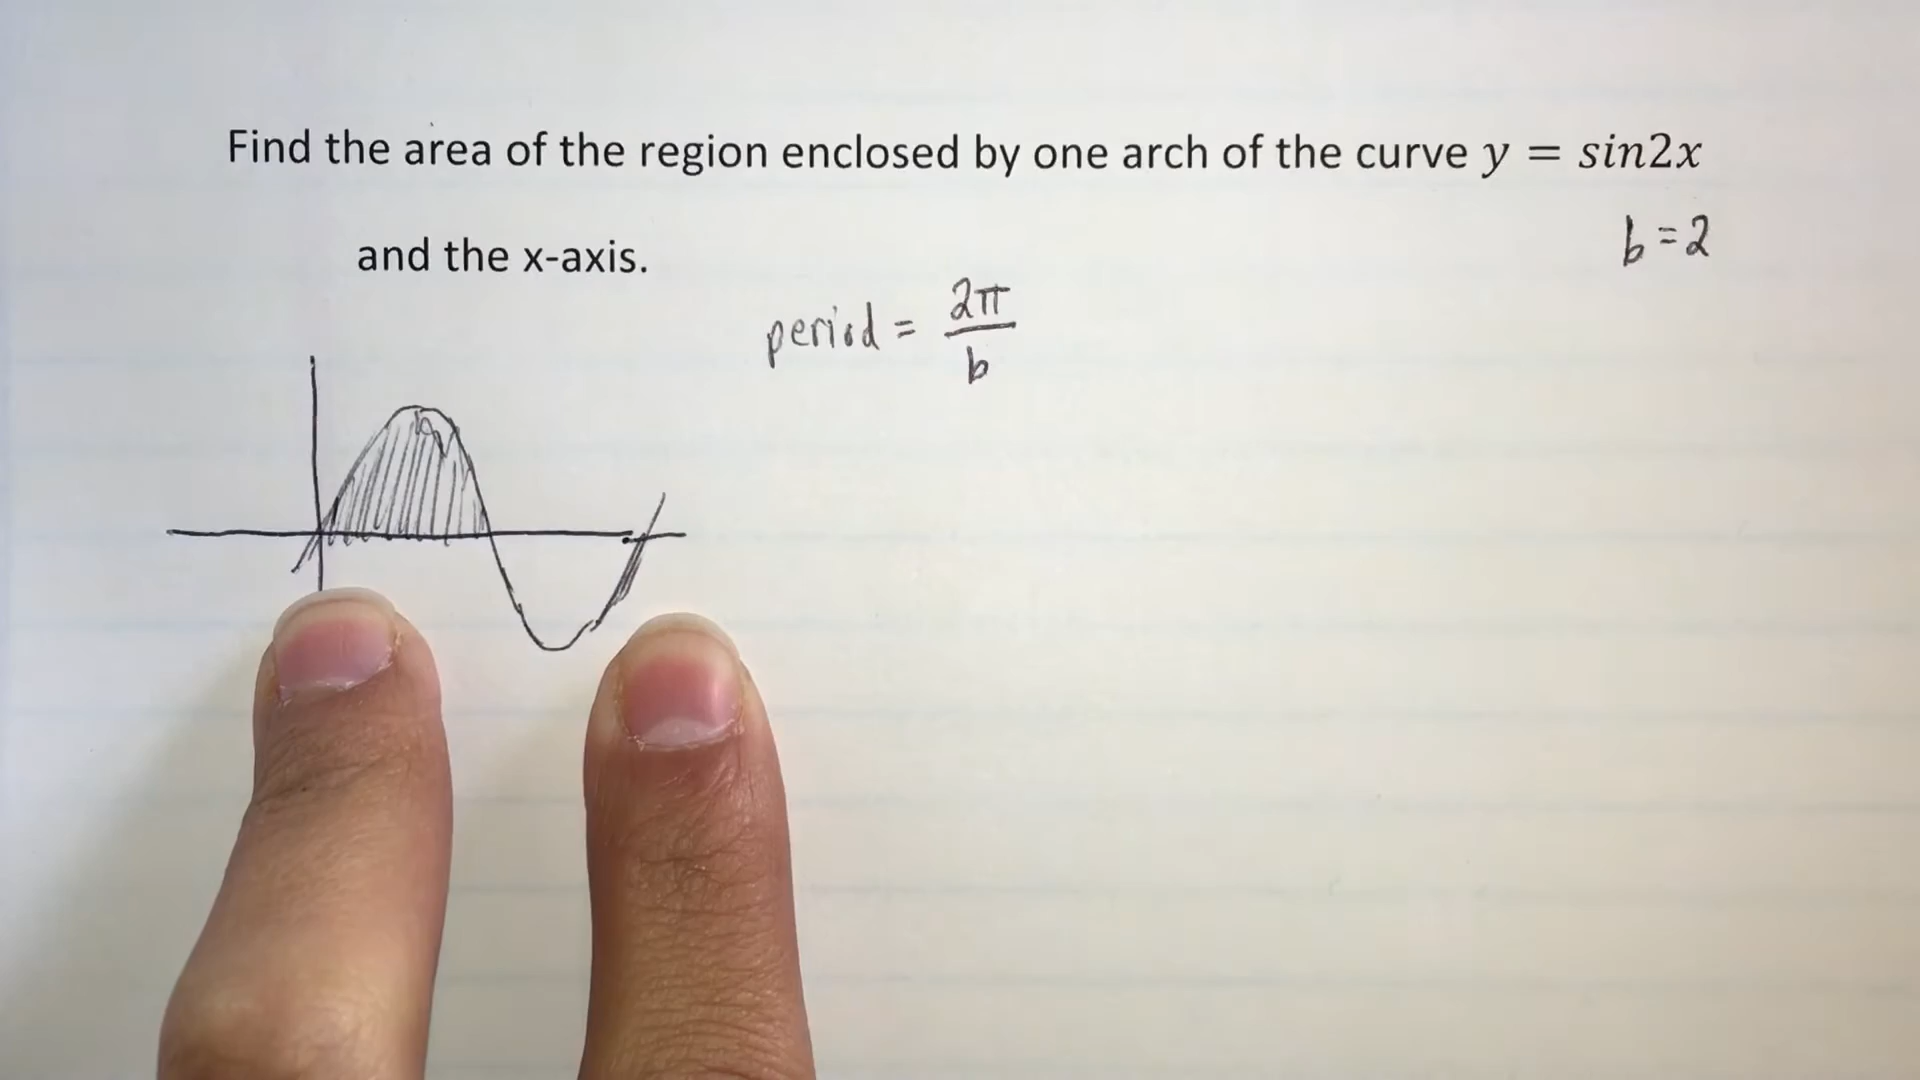 Find the area of the region enclosed by one arch of the curve y = sin2x
b = 2
and the x-axis.
period = 2π/b